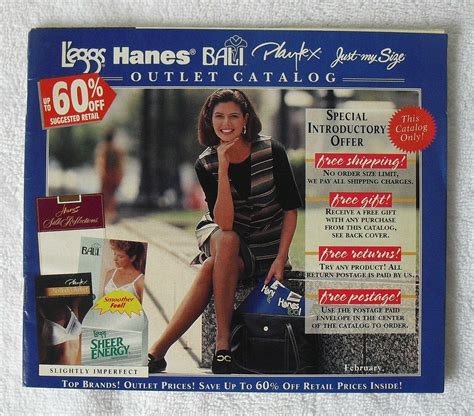 L'eggs Hanes® BALI Playtex Just my Size
OUTLET CATALOG
UP TO 60% OFF
SUGGESTED RETAIL
SPECIAL
INTRODUCTORY
OFFER
This
Catalog
Only!
free shipping!
NO ORDER SIZE LIMIT,
WE PAY ALL SHIPPING CHARGES.
free gift!
RECEIVE A FREE GIFT
WITH ANY PURCHASE
FROM THIS CATALOG,
SEE BACK COVER.
free returns!
TRY ANY PRODUCT! ALL
RETURN POSTAGE IS PAID BY US.
free postage!
USE THE POSTAGE PAID
ENVELOPE IN THE CENTER
OF THE CATALOG TO ORDER.
Hanes
Silk Reflections
BALI
Playtex
Smoother
Feel!
L'eggs
SHEER
ENERGY
SLIGHTLY IMPERFECT
Hanes
February
TOP BRANDS! OUTLET PRICES! SAVE UP TO 60% OFF RETAIL PRICES INSIDE!